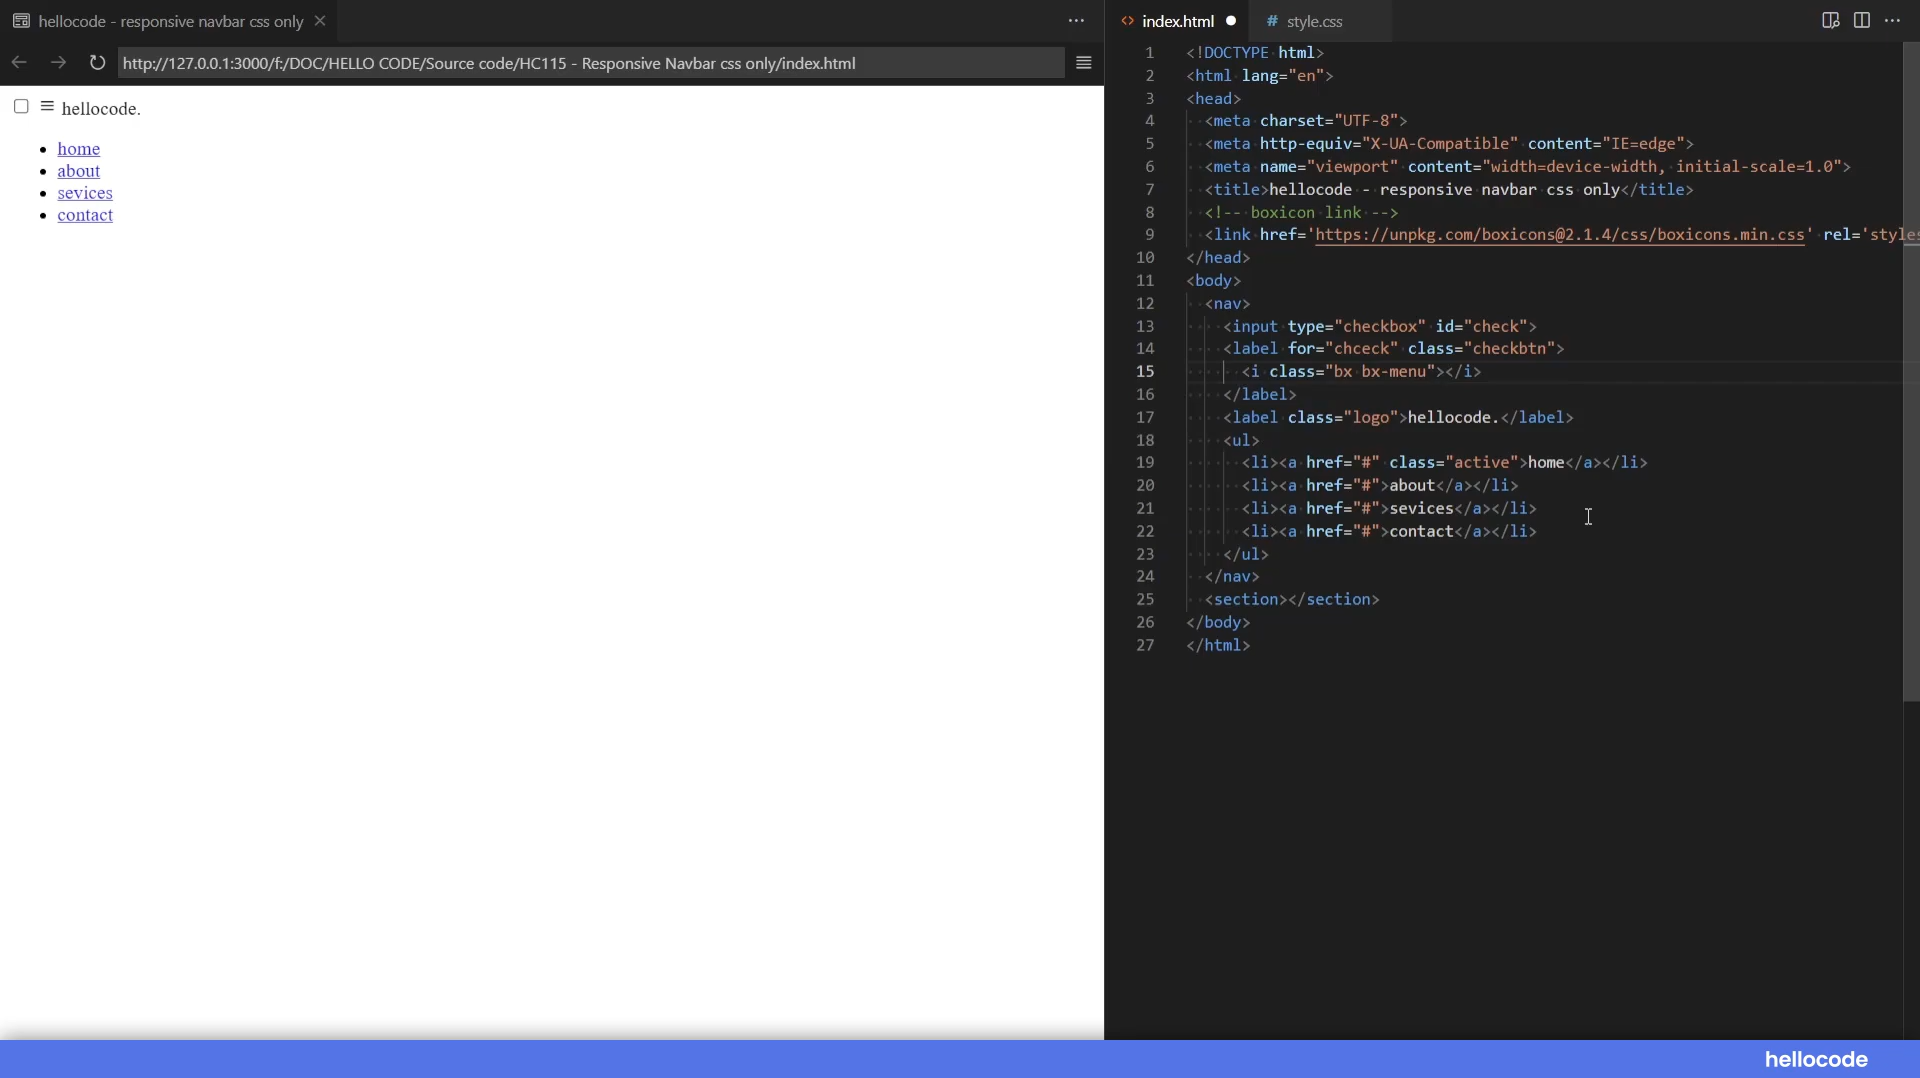 hellocode - responsive navbar css only
http://127.0.0.1:3000/f:/DOC/HELLO CODE/Source code/HC115 - Responsive Navbar css only/index.html
hellocode.
home
about
sevices
contact
index.html
# style.css
1 <!DOCTYPE html>
2 <html lang="en">
3 <head>
4 <meta charset="UTF-8">
5 <meta http-equiv="X-UA-Compatible" content="IE=edge">
6 <meta name="viewport" content="width=device-width, initial-scale=1.0">
7 <title>hellocode - responsive navbar css only</title>
8 <!-- boxicon link -->
9 <link href='https://unpkg.com/boxicons@2.1.4/css/boxicons.min.css' rel='styles
10 </head>
11 <body>
12 <nav>
13 <input type="checkbox" id="check">
14 <label for="chceck" class="checkbtn">
15 <i class="bx bx-menu"></i>
16 </label>
17 <label class="logo">hellocode.</label>
18 <ul>
19 <li><a href="#" class="active">home</a></li>
20 <li><a href="#">about</a></li>
21 <li><a href="#">sevices</a></li>
22 <li><a href="#">contact</a></li>
23 </ul>
24 </nav>
25 <section></section>
26 </body>
27 </html>
hellocode